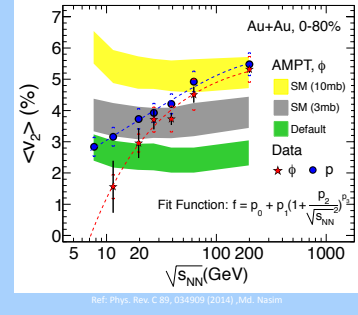 Au+Au, 0-80%
7
6
5
4
3
2
1
0
<v₂> (%)
AMPT, ϕ
SM (10mb)
SM (3mb)
Default
Data
ϕ p
Fit Function: f = p₀ + p₁(1+ p₂/√sNN)^p₃
5 10 20 100 200
√sNN(GeV)
Ref: Phys. Rev. C 89, 034909 (2014) ,Md. Nasim